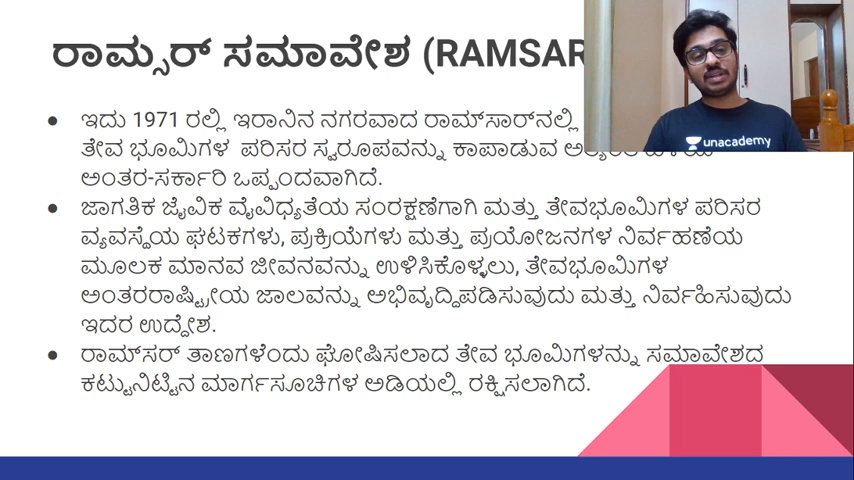 ರಾಮ್ಸರ್ ಸಮಾವೇಶ (RAMSAR
unacademy
ಇದು 1971 ರಲ್ಲಿ ಇರಾನಿನ ನಗರವಾದ ರಾಮ್‌ಸಾರ್‌ನಲ್ಲಿ
ತೇವ ಭೂಮಿಗಳ ಪರಿಸರ ಸ್ವರೂಪವನ್ನು ಕಾಪಾಡುವ
ಅಂತರ-ಸರ್ಕಾರಿ ಒಪ್ಪಂದವಾಗಿದೆ.
ಜಾಗತಿಕ ಜೈವಿಕ ವೈವಿಧ್ಯತೆಯ ಸಂರಕ್ಷಣೆಗಾಗಿ ಮತ್ತು ತೇವಭೂಮಿಗಳ ಪರಿಸರ
ವ್ಯವಸ್ಥೆಯ ಘಟಕಗಳು, ಪ್ರಕ್ರಿಯೆಗಳು ಮತ್ತು ಪ್ರಯೋಜನಗಳ ನಿರ್ವಹಣೆಯ
ಮೂಲಕ ಮಾನವ ಜೀವನವನ್ನು ಉಳಿಸಿಕೊಳ್ಳಲು, ತೇವಭೂಮಿಗಳ
ಅಂತರರಾಷ್ಟ್ರೀಯ ಜಾಲವನ್ನು ಅಭಿವೃದ್ಧಿಪಡಿಸುವುದು ಮತ್ತು ನಿರ್ವಹಿಸುವುದು
ಇದರ ಉದ್ದೇಶ.
ರಾಮ್‌ಸರ್ ತಾಣಗಳೆಂದು ಘೋಷಿಸಲಾದ ತೇವ ಭೂಮಿಗಳನ್ನು ಸಮಾವೇಶದ
ಕಟ್ಟುನಿಟ್ಟಿನ ಮಾರ್ಗಸೂಚಿಗಳ ಅಡಿಯಲ್ಲಿ ರಕ್ಷಿಸಲಾಗಿದೆ.